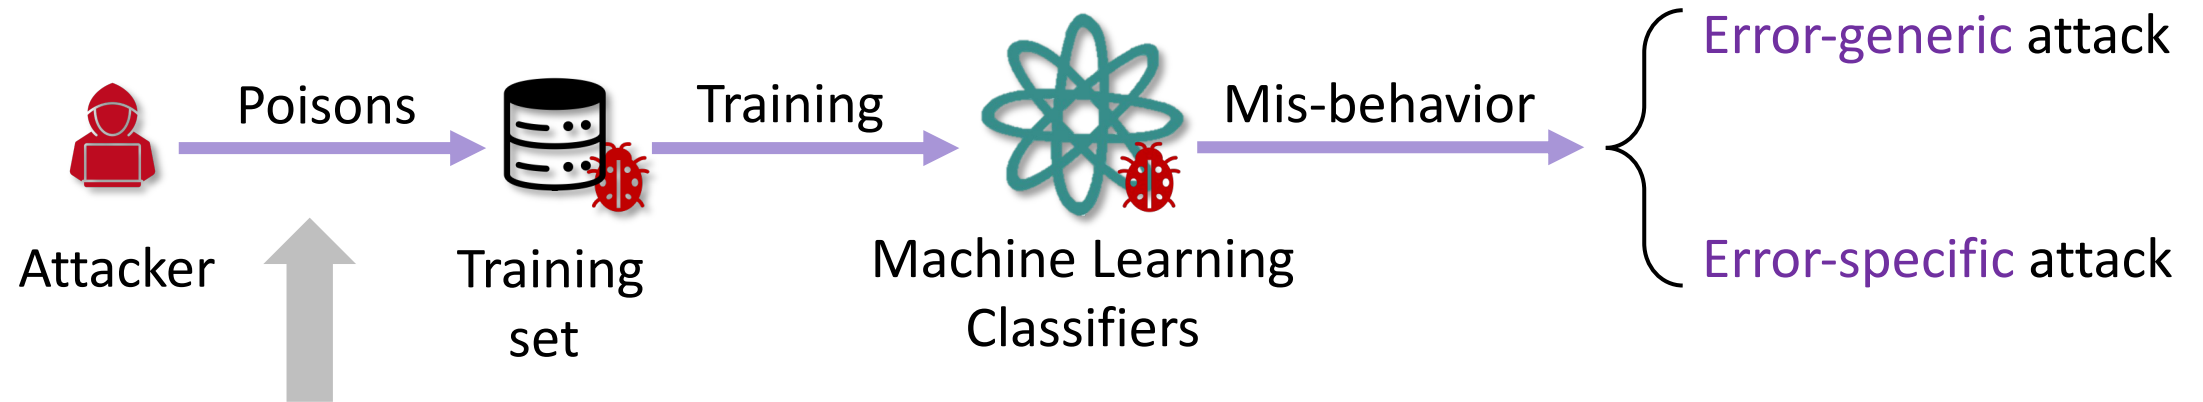 Error-generic attack
Poisons
Training
Mis-behavior
Attacker
Training
set
Machine Learning
Classifiers
Error-specific attack